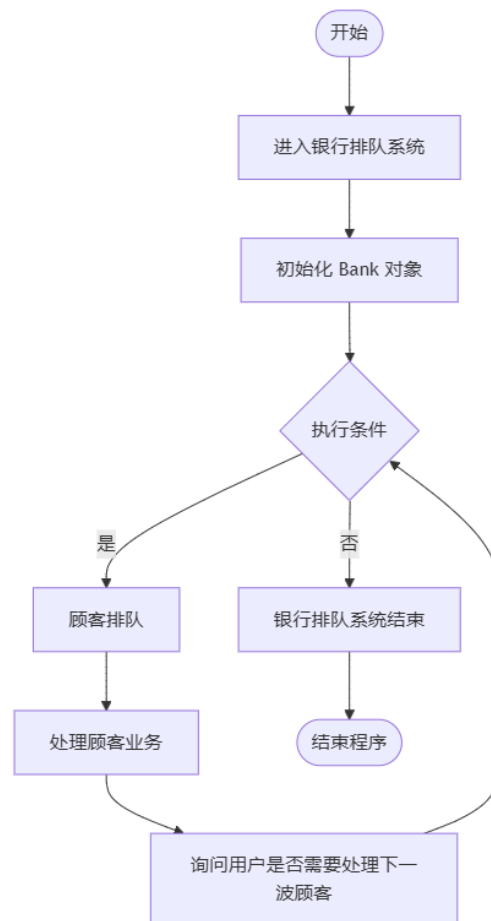 开始
进入银行排队系统
初始化 Bank 对象
执行条件
是
否
顾客排队
银行排队系统结束
处理顾客业务
结束程序
询问用户是否需要处理下一
波顾客